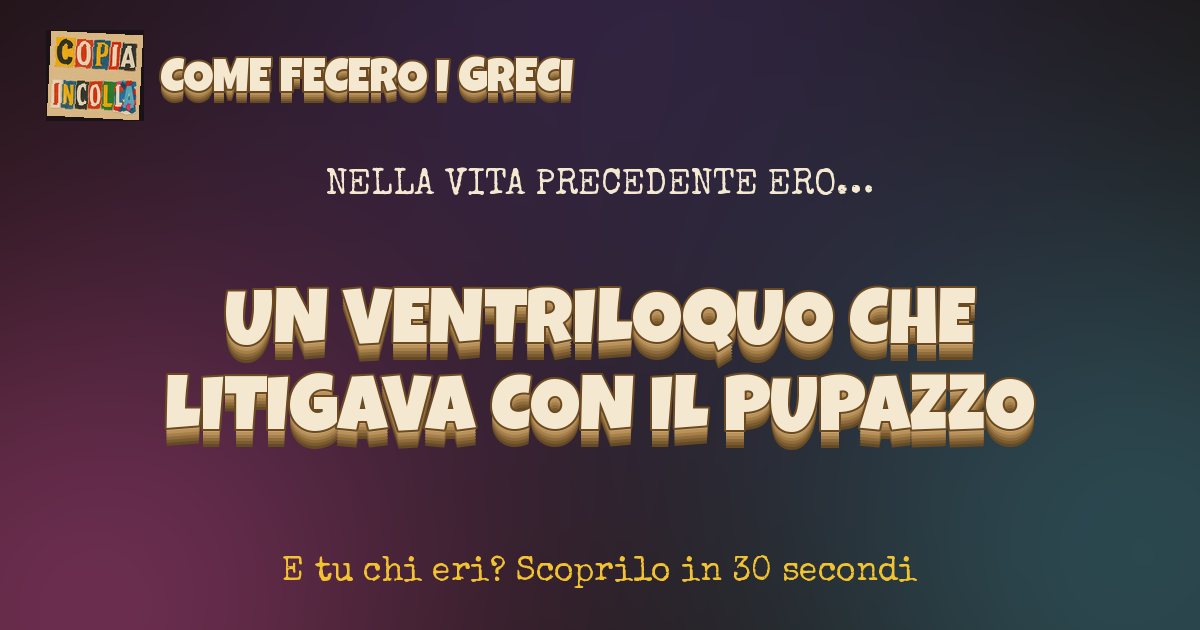 COPIA
INCOLLA
COME FECERO I GRECI
NELLA VITA PRECEDENTE ERO...
UN VENTRILOQUO CHE
LITIGAVA CON IL PUPAZZO
E tu chi eri? Scoprilo in 30 secondi